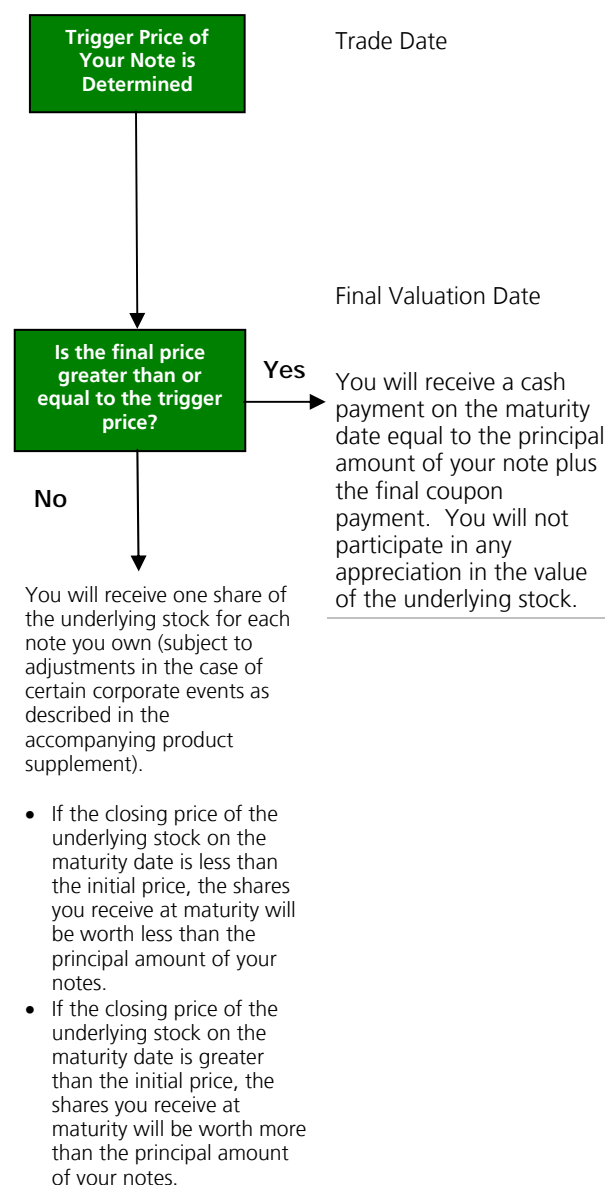 Trigger Price of
Your Note is
Determined
Trade Date
Final Valuation Date
Is the final price
greater than or
equal to the trigger
price?
Yes
You will receive a cash
payment on the maturity
date equal to the principal
amount of your note plus
the final coupon
payment.  You will not
participate in any
appreciation in the value
of the underlying stock.
No
You will receive one share of
the underlying stock for each
note you own (subject to
adjustments in the case of
certain corporate events as
described in the
accompanying product
supplement).
• If the closing price of the
underlying stock on the
maturity date is less than
the initial price, the shares
you receive at maturity will
be worth less than the
principal amount of your
notes.
• If the closing price of the
underlying stock on the
maturity date is greater
than the initial price, the
shares you receive at
maturity will be worth more
than the principal amount
of your notes.